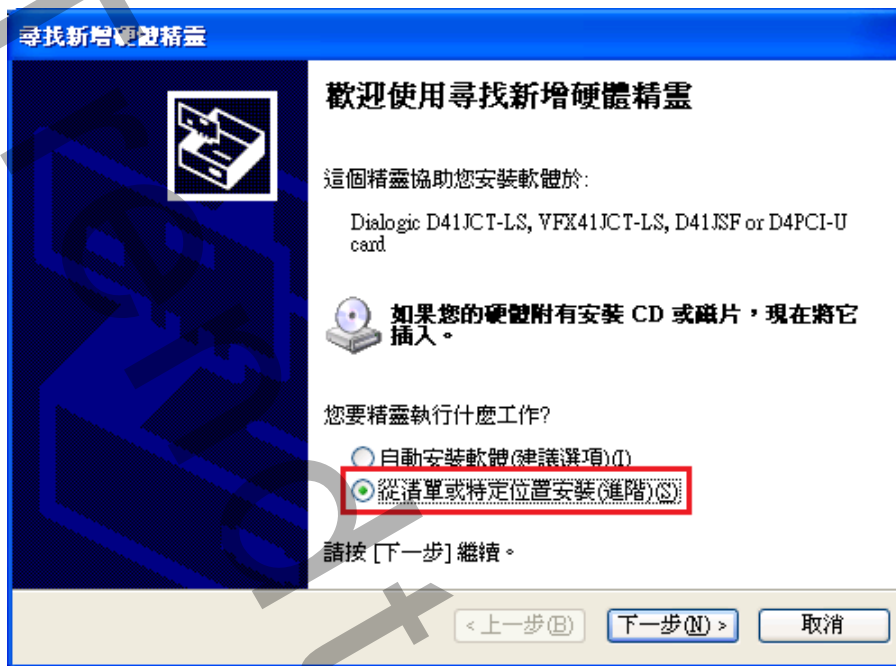 尋找新增硬體精靈
歡迎使用尋找新增硬體精靈
這個精靈協助您安裝軟體於:
Dialogic D41JCT-LS, VFX41JCT-LS, D41JSF or D4PCI-U
card
如果您的硬體附有安裝 CD 或磁片，現在將它
插入。
您要精靈執行什麼工作?
自動安裝軟體(建議選項)(I)
從清單或特定位置安裝(進階)(S)
請按 [下一步] 繼續。
<上一步(B)
下一步(N) >
取消